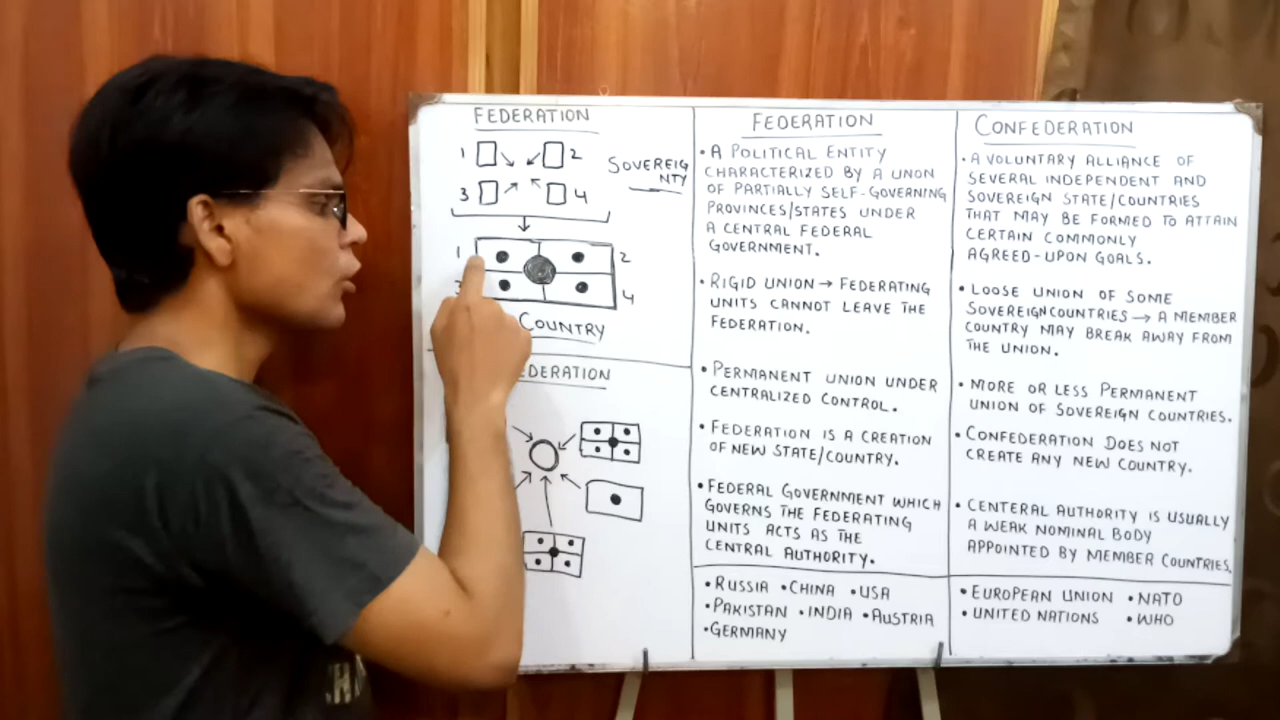 FEDERATION
1 2
SOVEREIG
NTY
3 4
1 2
4
COUNTRY
EDERATION
FEDERATION
• A POLITICAL ENTITY
CHARACTERIZED BY A UNON
OF PARTIALLY SELF-GOVERNING
PROVINCES/STATES UNDER
A CENTRAL FEDERAL
GOVERNMENT.
• RIGID UNION → FEDERATING
UNITS CANNOT LEAVE THE
FEDERATION.
• PERMANENT UNION UNDER
CENTRALIZED CONTROL.
• FEDERATION IS A CREATION
OF NEW STATE/COUNTRY.
• FEDERAL GOVERNMENT WHICH
GOVERNS THE FEDERATING
UNITS ACTS AS THE
CENTRAL AUTHORITY.
• RUSSIA • CHINA • USA
• PAKISTAN • INDIA • AUSTRIA
• GERMANY
CONFEDERATION
• A VOLUNTARY ALLIANCE OF
SEVERAL INDEPENDENT AND
SOVEREIGN STATE/COUNTRIES
THAT MAY BE FORMED TO ATTAIN
CERTAIN COMMONLY
AGREED-UPON GOALS.
• LOOSE UNION OF SOME
SOVEREIGN COUNTRIES → A MEMBER
COUNTRY MAY BREAK AWAY FROM
THE UNION.
• MORE OR LESS PERMANENT
UNION OF SOVEREIGN COUNTRIES.
• CONFEDERATION DOES NOT
CREATE ANY NEW COUNTRY.
• CENTERAL AUTHORITY IS USUALLY
A WEAK NOMINAL BODY
APPOINTED BY MEMBER COUNTRIES.
• EUROPEAN UNION • NATO
• UNITED NATIONS • WHO